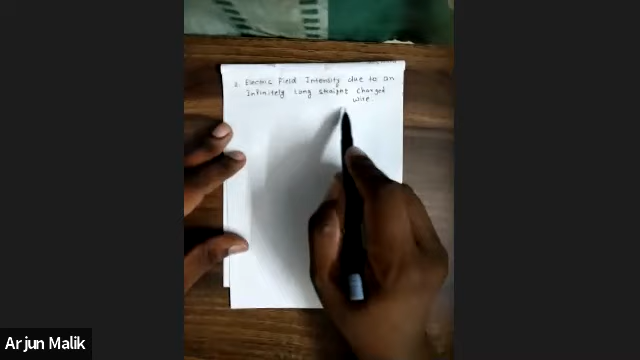 2. Electric Field Intensity due to an
Infinitely long straight charged
wire.
Arjun Malik